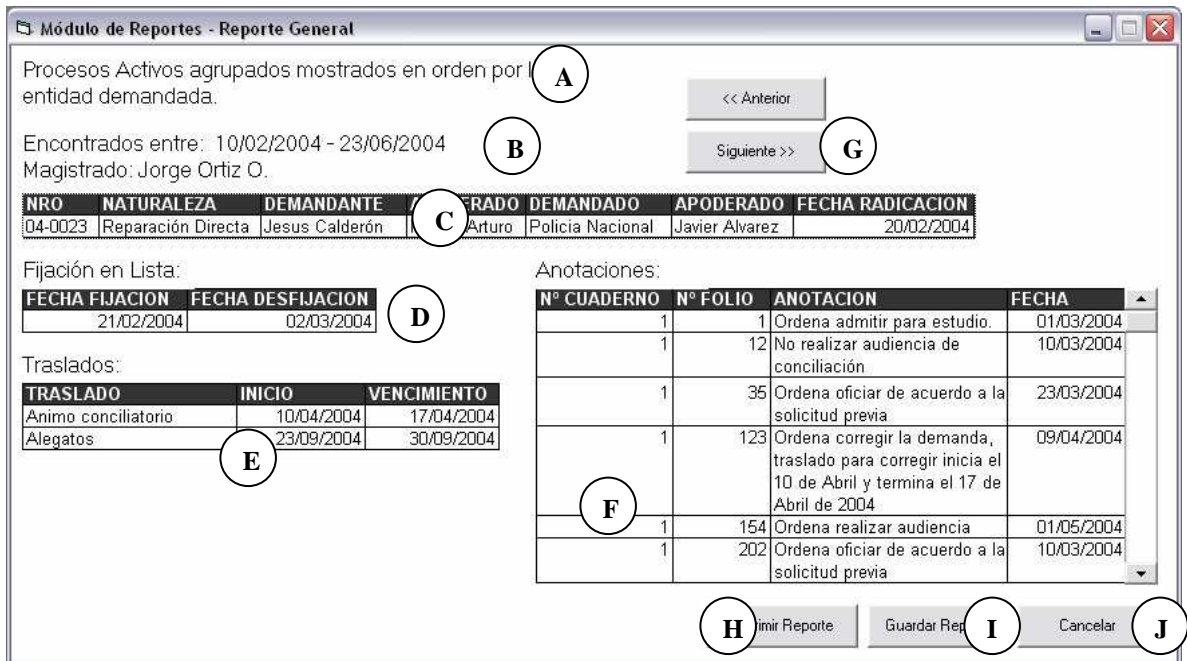 Módulo de Reportes - Reporte General
Procesos Activos agrupados mostrados en orden por
A
entidad demandada.
<< Anterior
Encontrados entre: 10/02/2004 - 23/06/2004
B
Siguiente >>
G
Magistrado: Jorge Ortiz O.
NRO NATURALEZA DEMANDANTE DEMANDADO APODERADO FECHA RADICACION
C
04-0023 Reparación Directa Jesus Calderón Arturo Policia Nacional Javier Alvarez 20/02/2004
Fijación en Lista:
FECHA FIJACION FECHA DESFIJACION
21/02/2004 02/03/2004
D
Traslados:
TRASLADO INICIO VENCIMIENTO
Animo conciliatorio 10/04/2004 17/04/2004
Alegatos 23/09/2004 30/09/2004
E
Anotaciones:
Nº CUADERNO Nº FOLIO ANOTACION FECHA
1 1 Ordena admitir para estudio. 01/03/2004
1 12 No realizar audiencia de 10/03/2004
conciliación
1 35 Ordena oficiar de acuerdo a la 23/03/2004
solicitud previa
1 123 Ordena corregir la demanda, 09/04/2004
traslado para corregir inicia el
10 de Abril y termina el 17 de
Abril de 2004
F
1 154 Ordena realizar audiencia 01/05/2004
1 202 Ordena oficiar de acuerdo a la 10/03/2004
solicitud previa
H
Reporte
Guardar
I
Cancelar
J